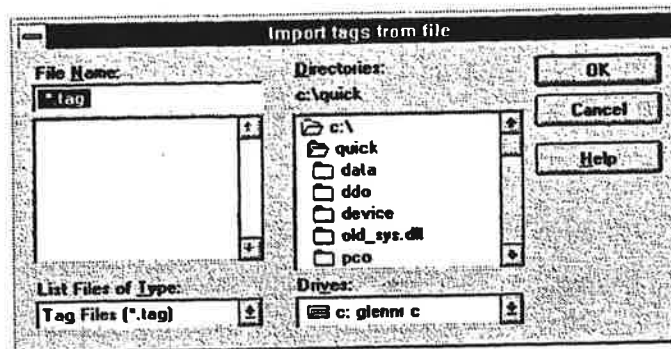 Import tags from file
File Name:
*.tag
Directories:
c:\quick
c:\
quick
data
ddo
device
old_sys.dll
pco
OK
Cancel
Help
List Files of Type:
Tag Files (*.tag)
Drives:
c: glenm c